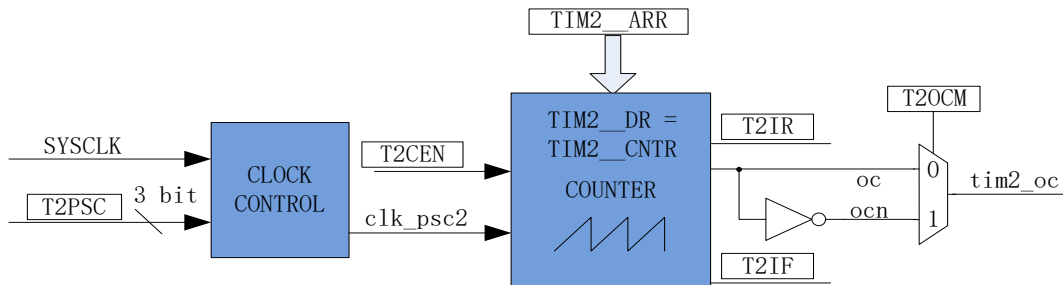 TIM2__ARR
T2OCM
TIM2__DR =
TIM2__CNTR
COUNTER
T2IR
SYSCLK
T2PSC
3 bit
CLOCK
CONTROL
T2CEN
clk_psc2
oc
ocn
0
1
tim2_oc
T2IF